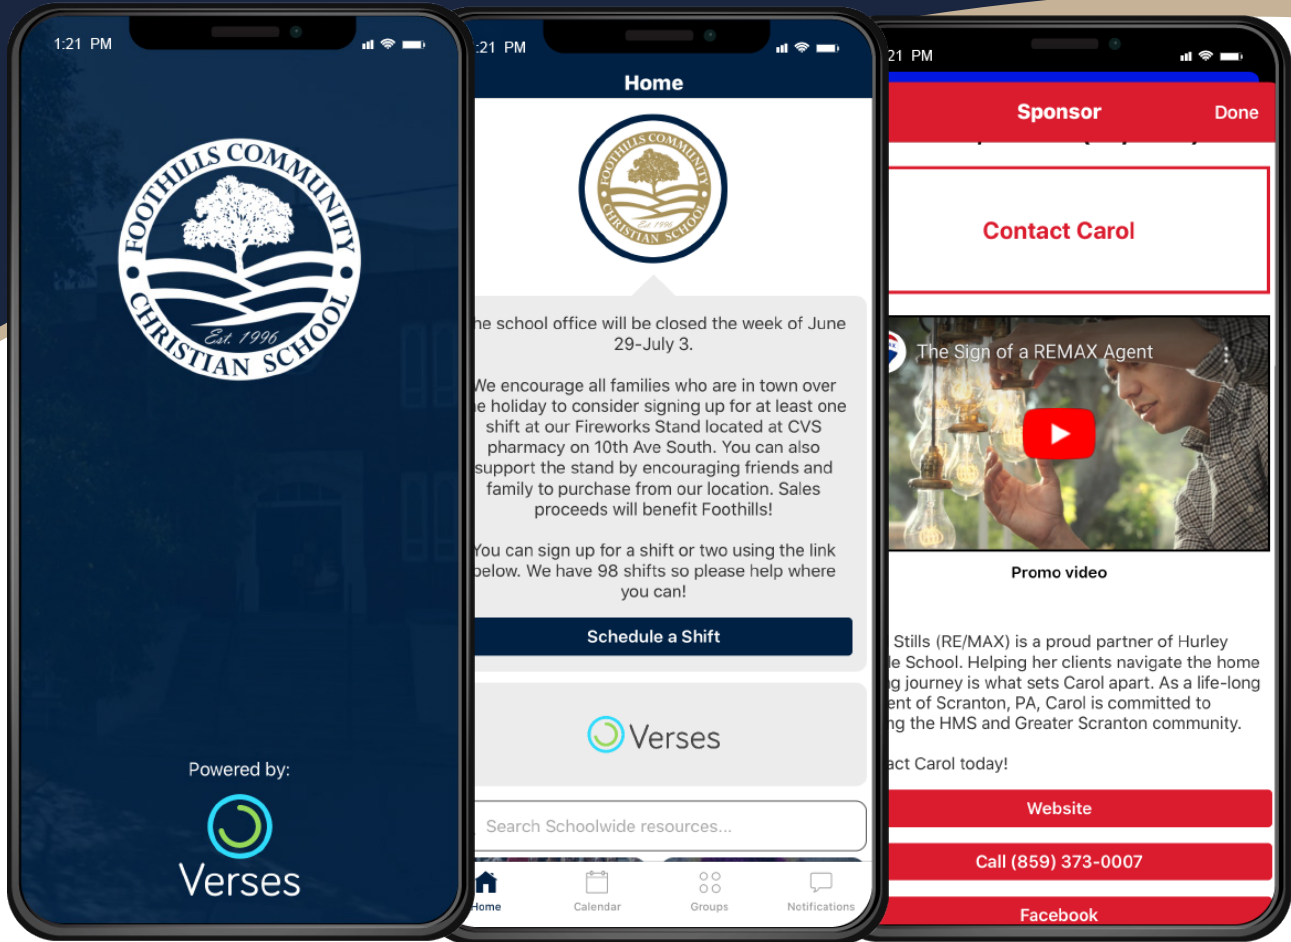 1:21 PM
FOOTHILLS COMMUNITY
CHRISTIAN SCHOOL
Est. 1996
Powered by:
Verses
:21 PM
Home
FOOTHILLS COMMUNITY
CHRISTIAN SCHOOL
Est. 1996
he school office will be closed the week of June
29-July 3.
We encourage all families who are in town over
e holiday to consider signing up for at least one
shift at our Fireworks Stand located at CVS
pharmacy on 10th Ave South. You can also
support the stand by encouraging friends and
family to purchase from our location. Sales
proceeds will benefit Foothills!
You can sign up for a shift or two using the link
below. We have 98 shifts so please help where
you can!
Schedule a Shift
Verses
Search Schoolwide resources...
Home
Calendar
Groups
Notifications
21 PM
Sponsor
Done
Contact Carol
The Sign of a REMAX Agent
Promo video
Stills (RE/MAX) is a proud partner of Hurley
le School. Helping her clients navigate the home
g journey is what sets Carol apart. As a life-long
ent of Scranton, PA, Carol is committed to
ng the HMS and Greater Scranton community.
act Carol today!
Website
Call (859) 373-0007
Facebook